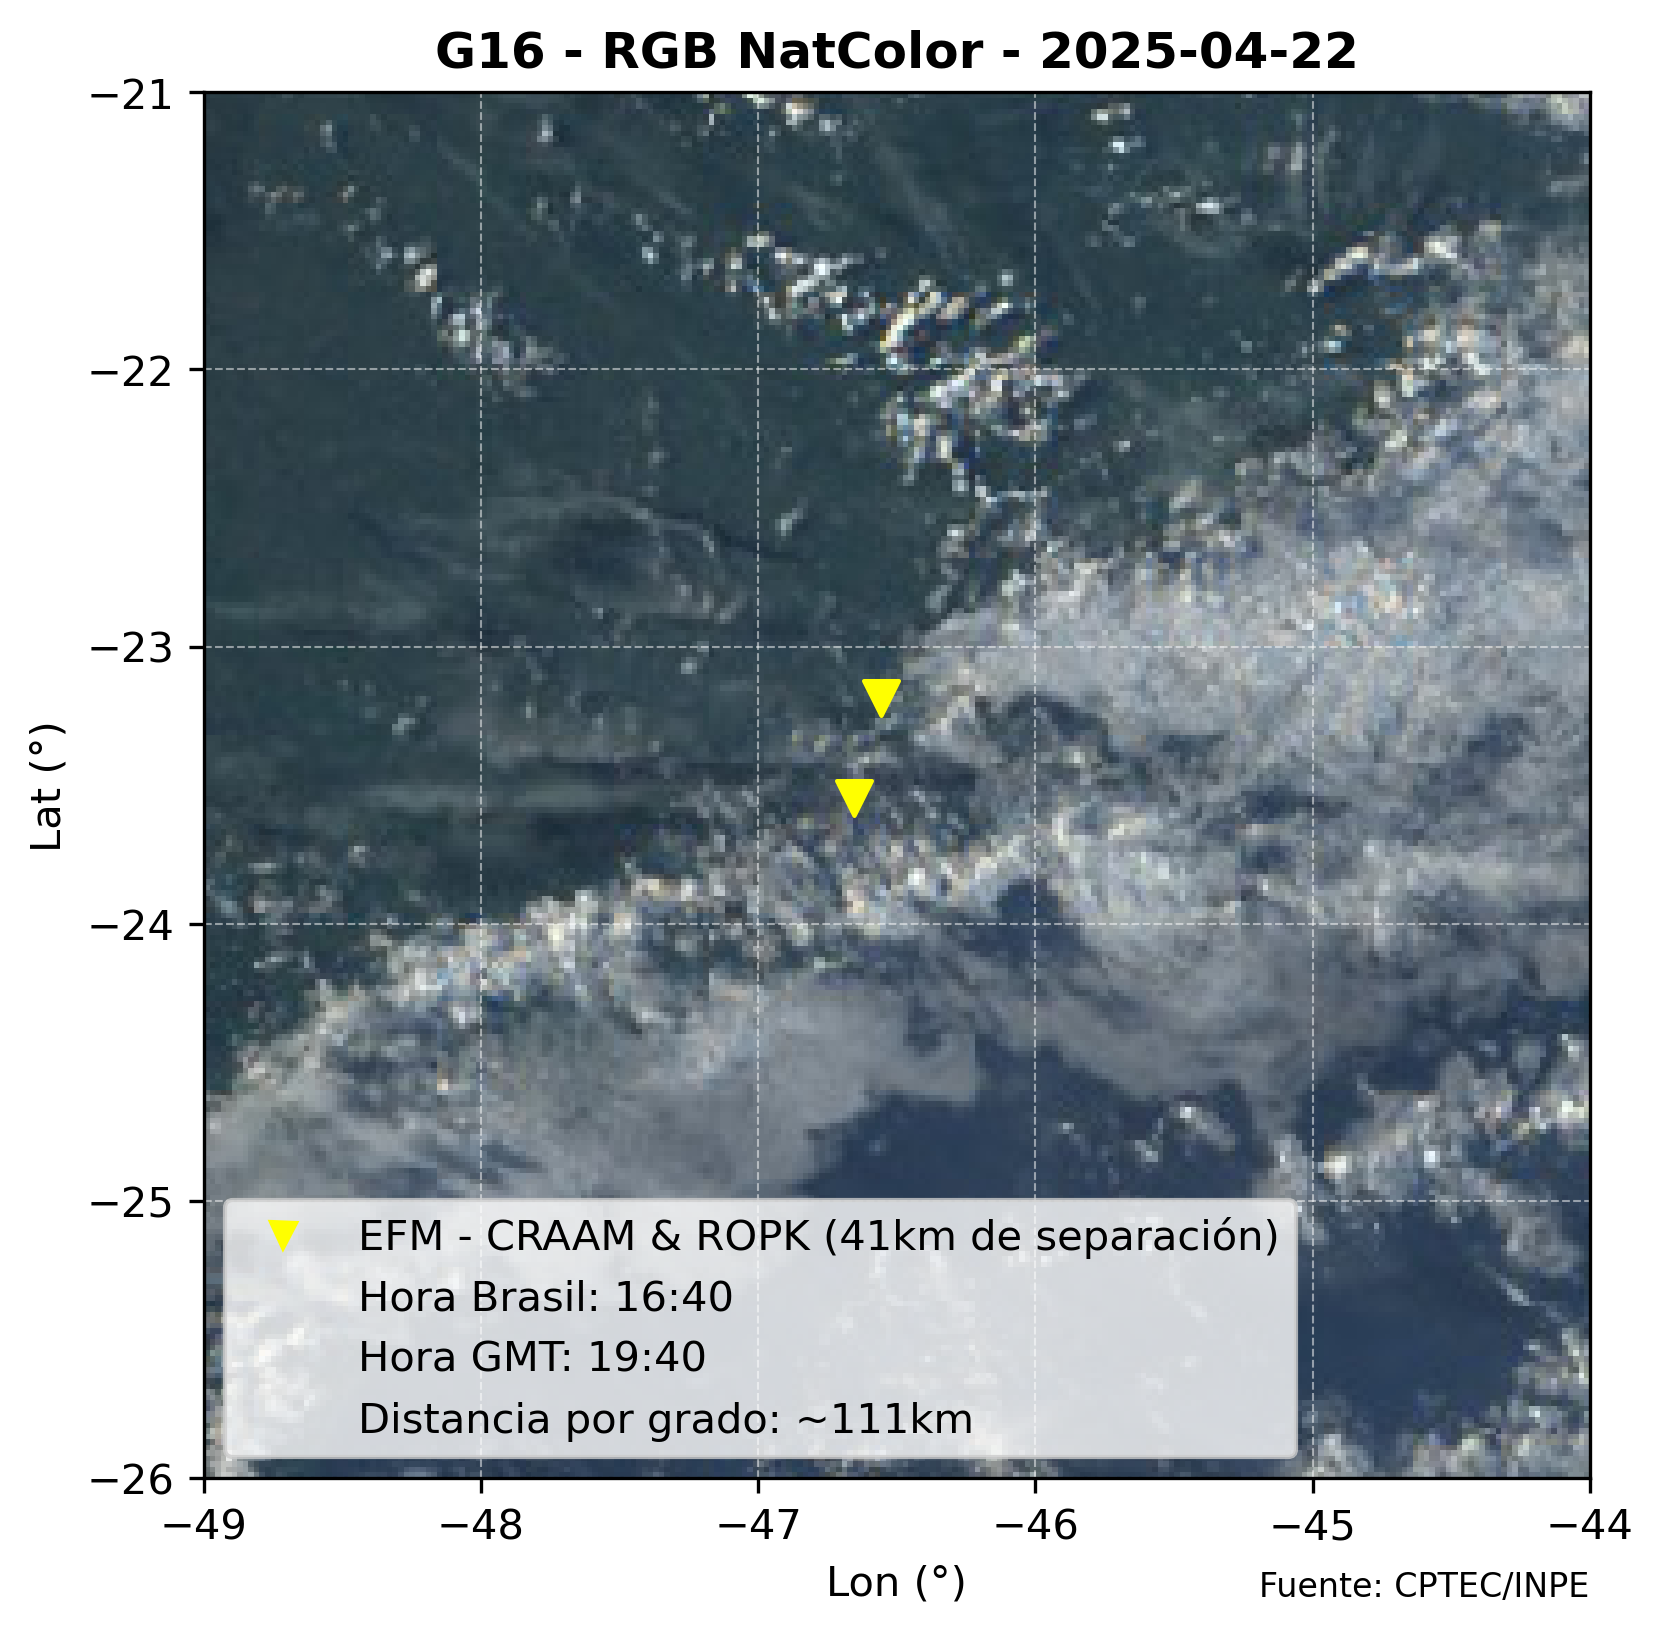 G16 - RGB NatColor - 2025-04-22
−21
−22
−23
−24
−25
−26
Lat (°)
EFM - CRAAM & ROPK (41km de separación)
Hora Brasil: 16:40
Hora GMT: 19:40
Distancia por grado: ~111km
−49 −48 −47 −46 −45 −44
Lon (°)
Fuente: CPTEC/INPE